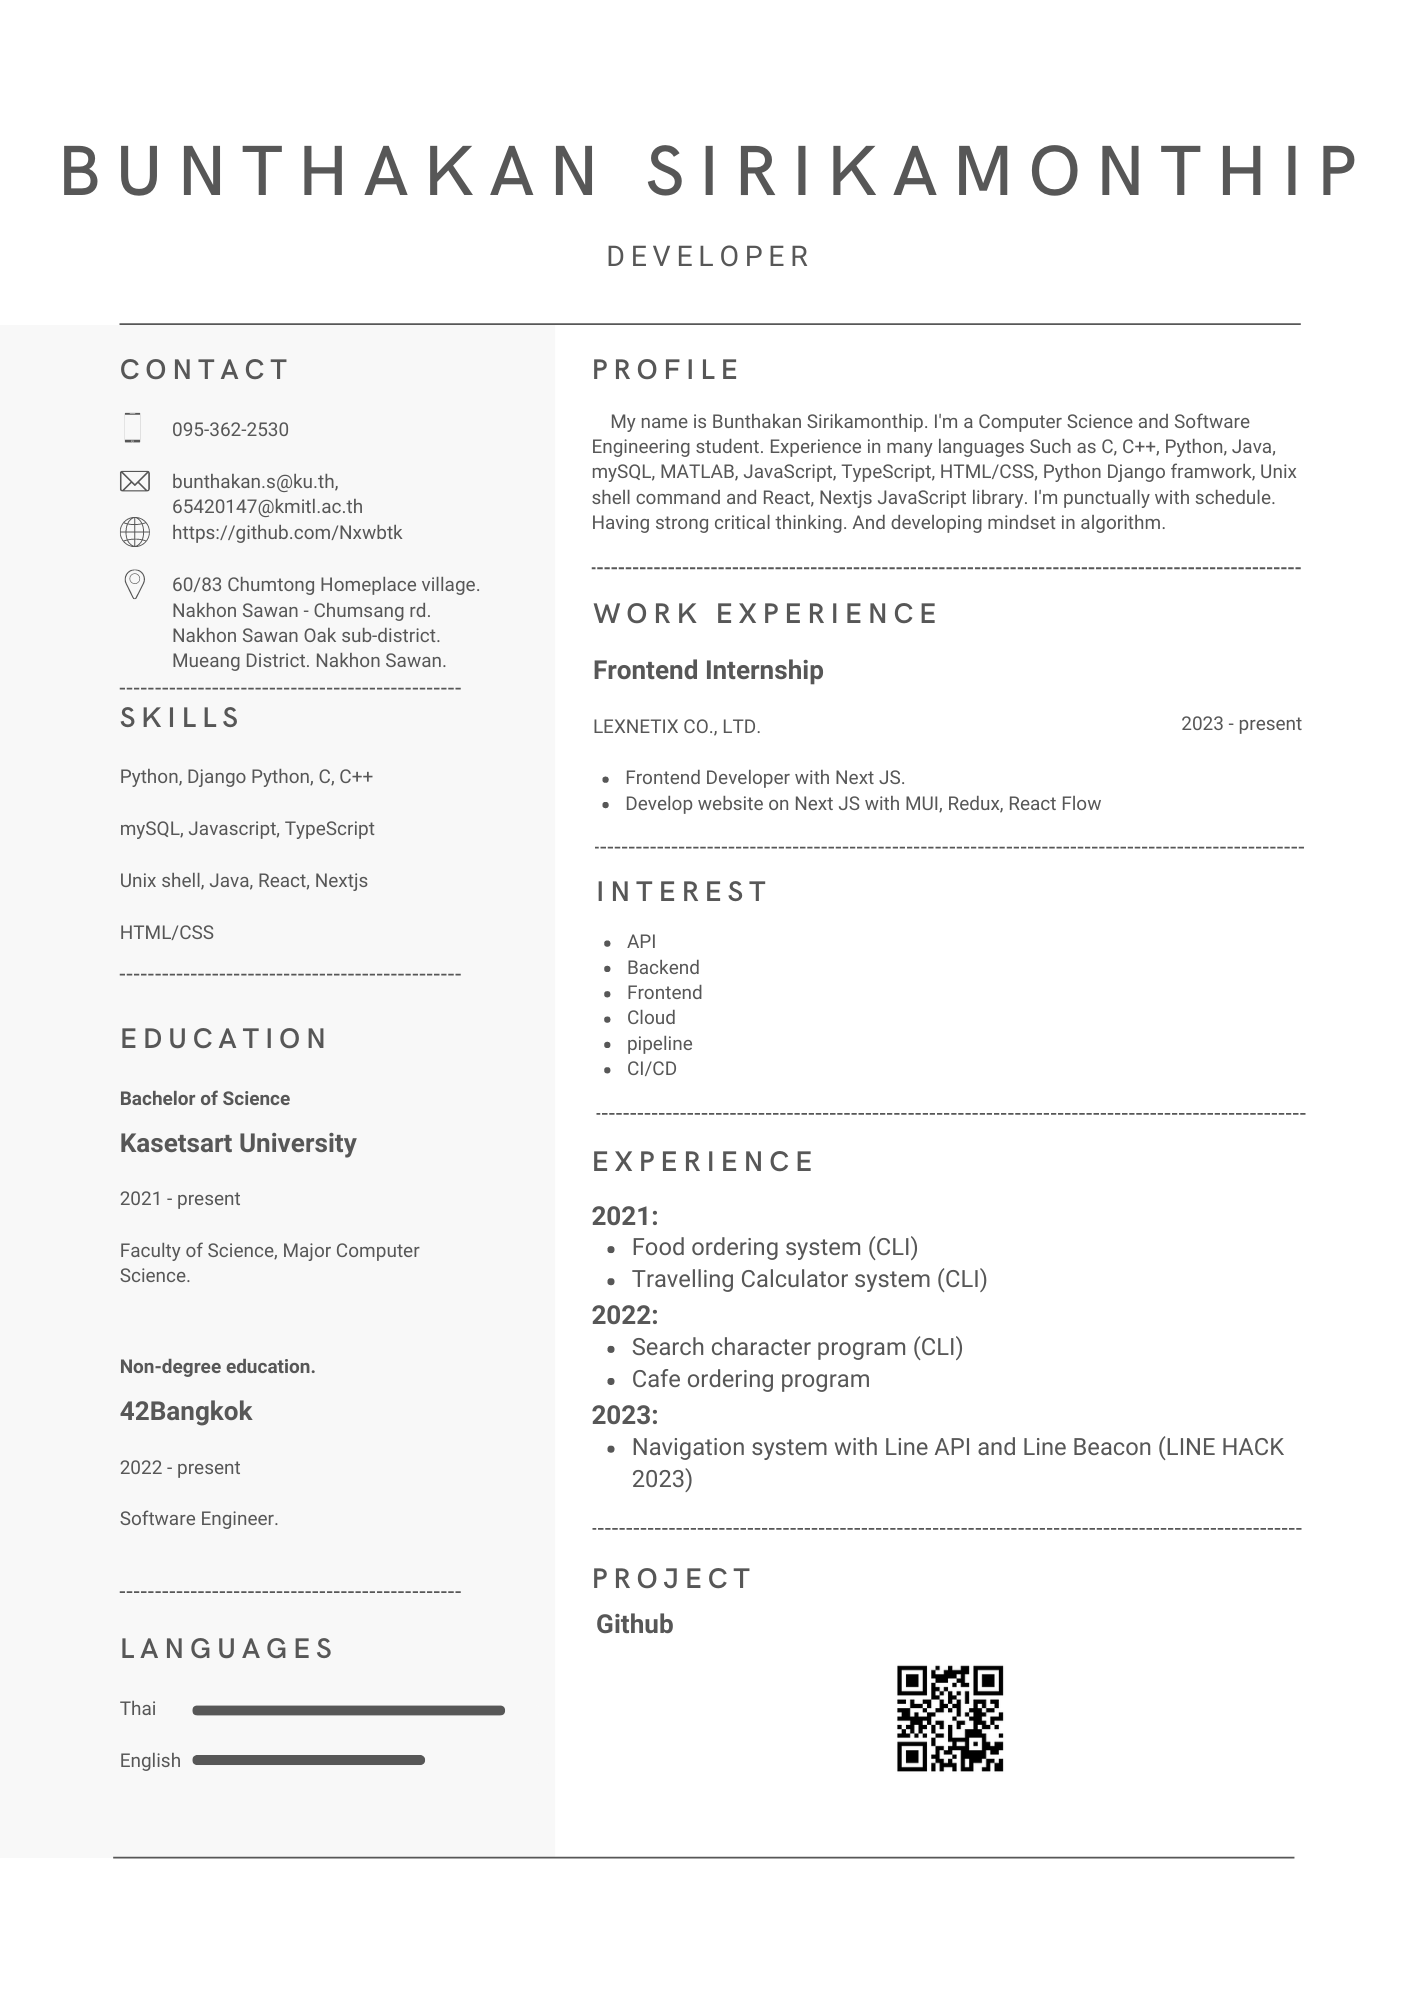 BUNTHAKAN SIRIKAMONTHIP
DEVELOPER
CONTACT
095-362-2530
bunthakan.s@ku.th,
65420147@kmitl.ac.th
https://github.com/Nxwbtk
60/83 Chumtong Homeplace village.
Nakhon Sawan - Chumsang rd.
Nakhon Sawan Oak sub-district.
Mueang District. Nakhon Sawan.
SKILLS
Python, Django Python, C, C++
mySQL, Javascript, TypeScript
Unix shell, Java, React, Nextjs
HTML/CSS
EDUCATION
Bachelor of Science
Kasetsart University
2021 - present
Faculty of Science, Major Computer
Science.
Non-degree education.
42Bangkok
2022 - present
Software Engineer.
LANGUAGES
Thai
English
PROFILE
My name is Bunthakan Sirikamonthip. I'm a Computer Science and Software
Engineering student. Experience in many languages Such as C, C++, Python, Java,
mySQL, MATLAB, JavaScript, TypeScript, HTML/CSS, Python Django framwork, Unix
shell command and React, Nextjs JavaScript library. I'm punctually with schedule.
Having strong critical thinking. And developing mindset in algorithm.
WORK EXPERIENCE
Frontend Internship
LEXNETIX CO., LTD. 2023 - present
• Frontend Developer with Next JS.
• Develop website on Next JS with MUI, Redux, React Flow
INTEREST
• API
• Backend
• Frontend
• Cloud
• pipeline
• CI/CD
EXPERIENCE
2021:
• Food ordering system (CLI)
• Travelling Calculator system (CLI)
2022:
• Search character program (CLI)
• Cafe ordering program
2023:
• Navigation system with Line API and Line Beacon (LINE HACK
2023)
PROJECT
Github